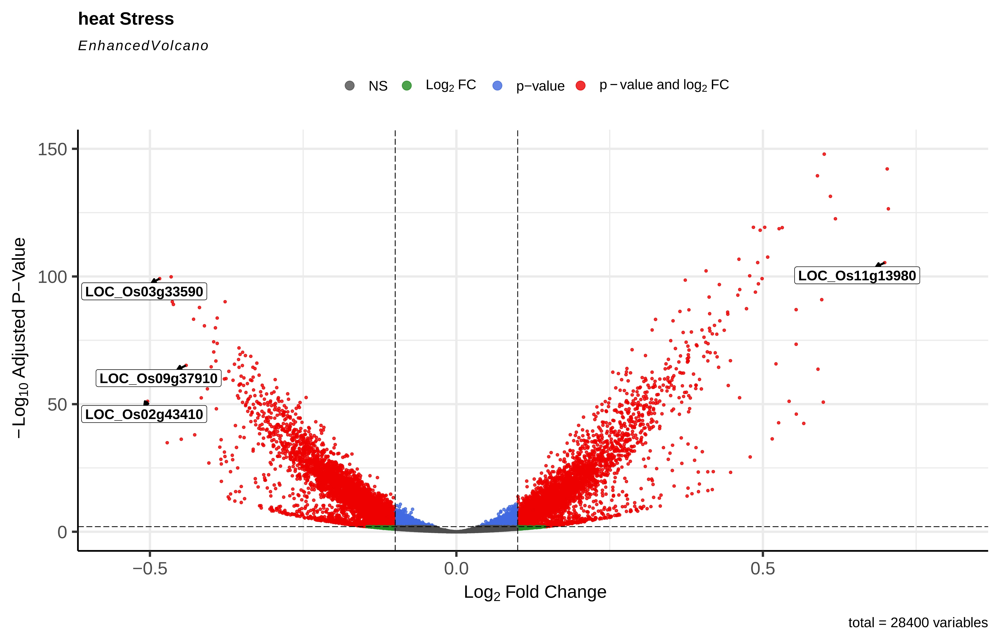 heat Stress
EnhancedVolcano
NS Log₂ FC p−value p − value and log₂ FC
−Log₁₀ Adjusted P−Value
150
100
50
0
LOC_Os11g13980
LOC_Os03g33590
LOC_Os09g37910
LOC_Os02g43410
−0.5 0.0 0.5
Log₂ Fold Change
total = 28400 variables